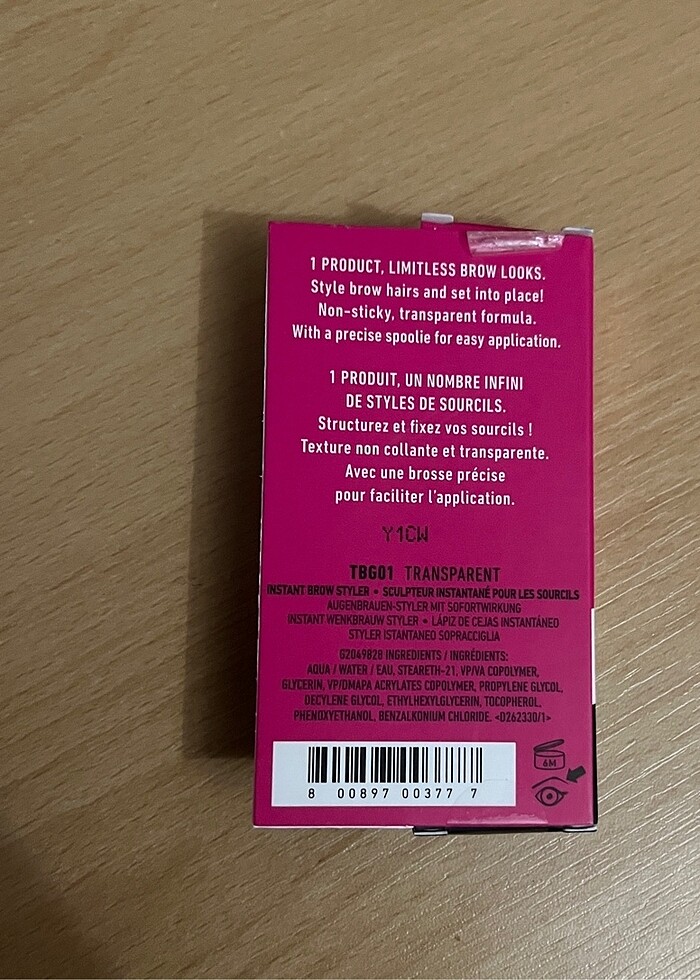 1 PRODUCT, LIMITLESS BROW LOOKS.
Style brow hairs and set into place!
Non-sticky, transparent formula.
With a precise spoolie for easy application.
1 PRODUIT, UN NOMBRE INFINI
DE STYLES DE SOURCILS.
Structurez et fixez vos sourcils !
Texture non collante et transparente.
Avec une brosse précise
pour faciliter l'application.
Y1CW
TBG01 TRANSPARENT
INSTANT BROW STYLER • SCULPTEUR INSTANTANÉ POUR LES SOURCILS
AUGENBRAUEN-STYLER MIT SOFORTWIRKUNG
INSTANT WENKBRAUW STYLER • LÁPIZ DE CEJAS INSTANTÁNEO
STYLER ISTANTANEO SOPRACCIGLIA
G2049828 INGREDIENTS / INGRÉDIENTS:
AQUA / WATER / EAU, STEARETH-21, VP/VA COPOLYMER,
GLYCERIN, VP/DMAPA ACRYLATES COPOLYMER, PROPYLENE GLYCOL,
DECYLENE GLYCOL, ETHYLHEXYLGLYCERIN, TOCOPHEROL,
PHENOXYETHANOL, BENZALKONIUM CHLORIDE. <D262330/1>
8 00897 00377 7
6M